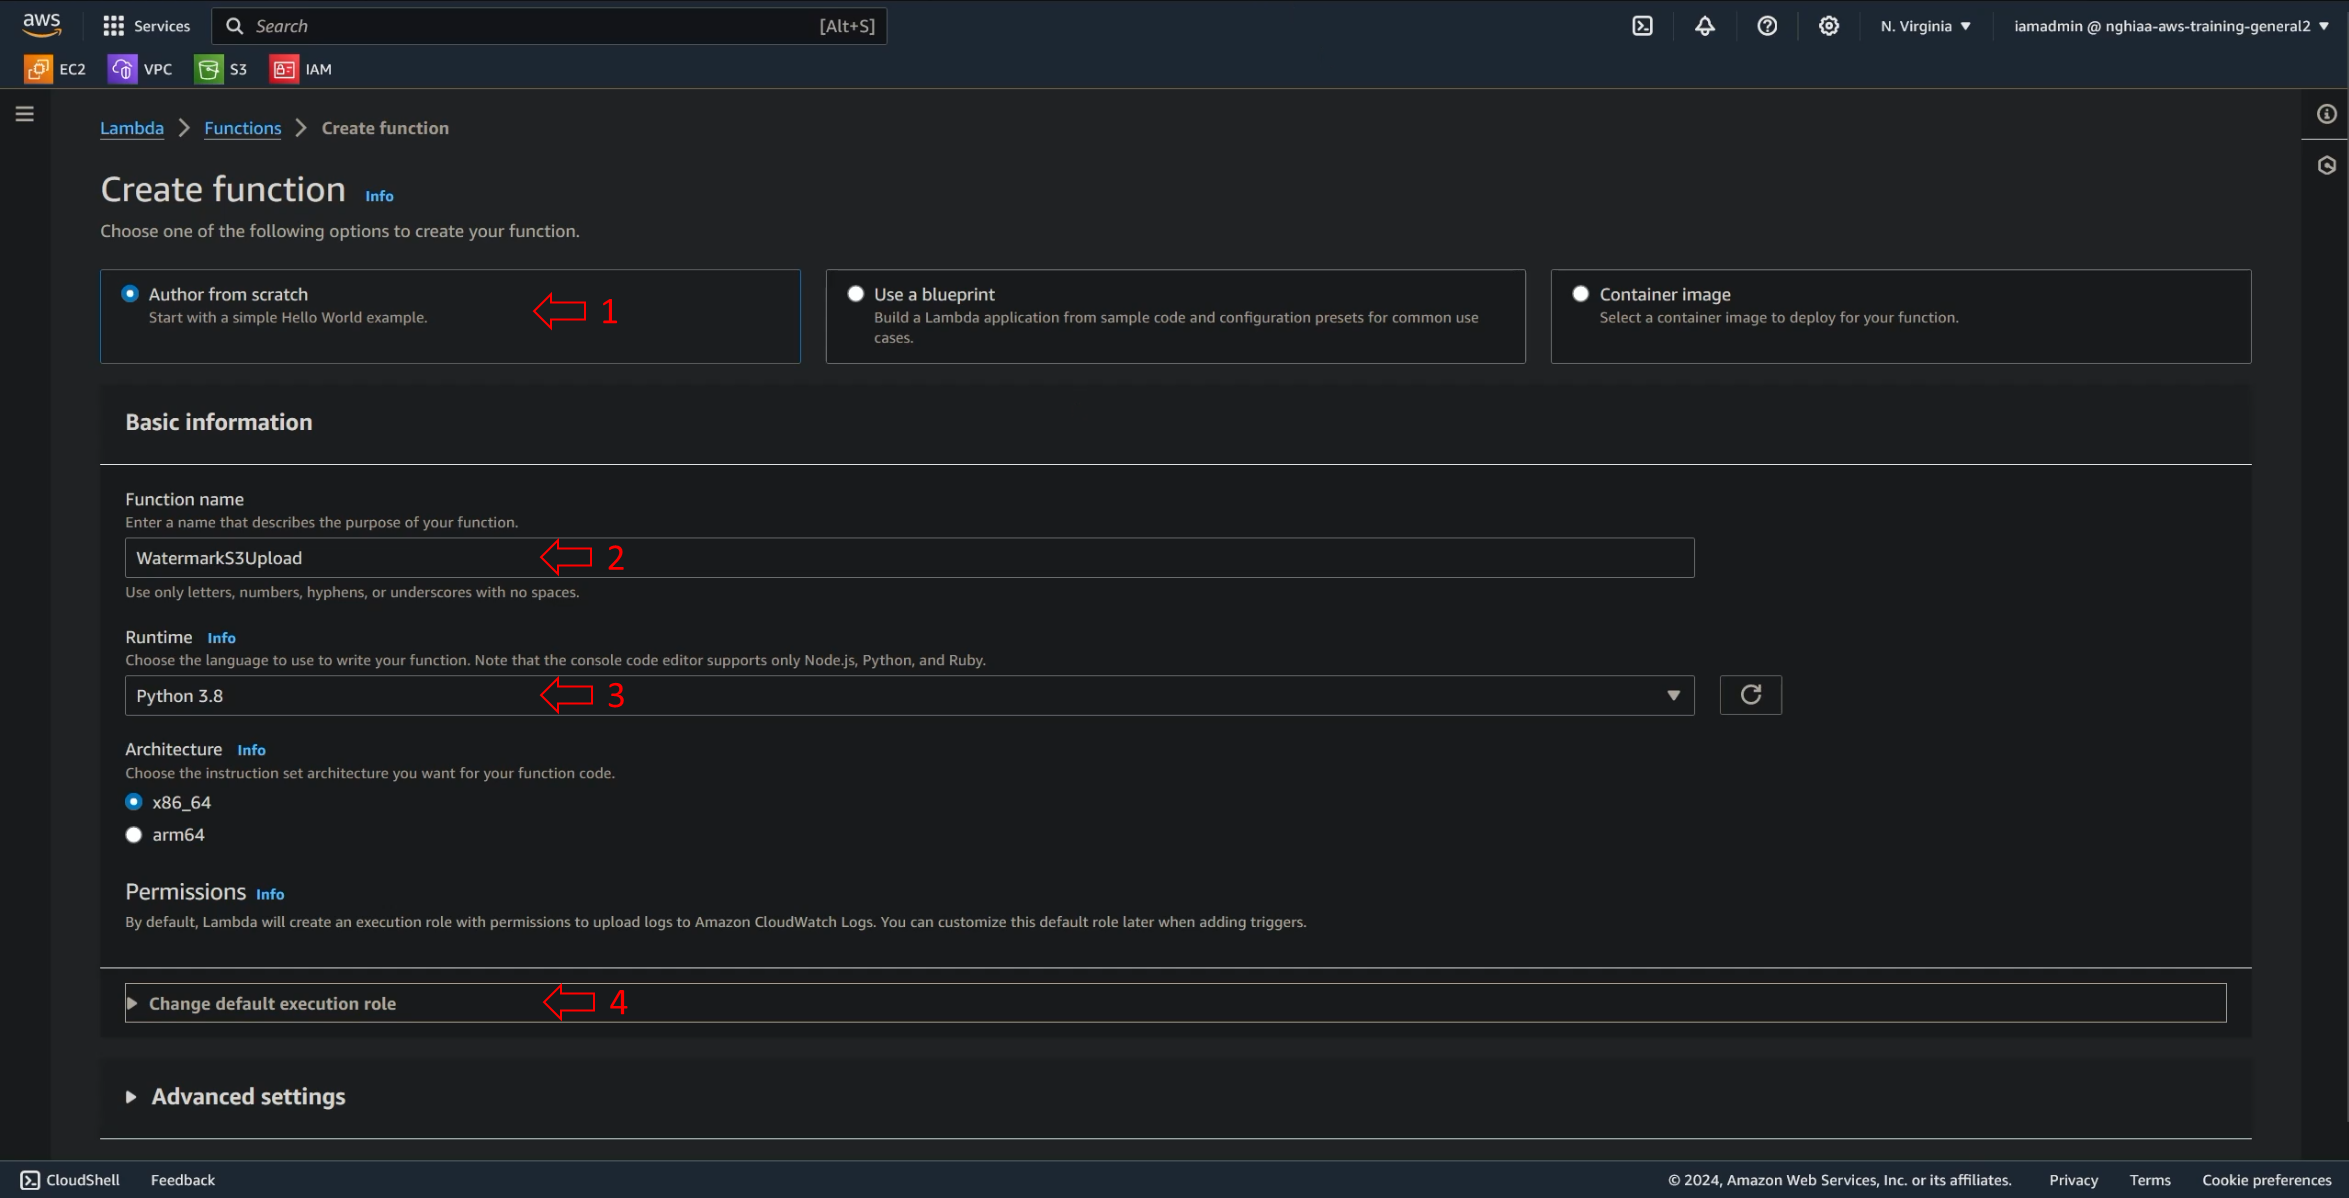 aws
Services
Search
[Alt+S]
N. Virginia
iamadmin @ nghiaa-aws-training-general2
EC2
VPC
S3
IAM
Lambda
Functions
Create function
Create function
Info
Choose one of the following options to create your function.
Author from scratch
Start with a simple Hello World example.
1
Use a blueprint
Build a Lambda application from sample code and configuration presets for common use
cases.
Container image
Select a container image to deploy for your function.
Basic information
Function name
Enter a name that describes the purpose of your function.
WatermarkS3Upload
2
Use only letters, numbers, hyphens, or underscores with no spaces.
Runtime Info
Choose the language to use to write your function. Note that the console code editor supports only Node.js, Python, and Ruby.
Python 3.8
3
Architecture Info
Choose the instruction set architecture you want for your function code.
x86_64
arm64
Permissions Info
By default, Lambda will create an execution role with permissions to upload logs to Amazon CloudWatch Logs. You can customize this default role later when adding triggers.
Change default execution role
4
Advanced settings
CloudShell
Feedback
© 2024, Amazon Web Services, Inc. or its affiliates.
Privacy
Terms
Cookie preferences